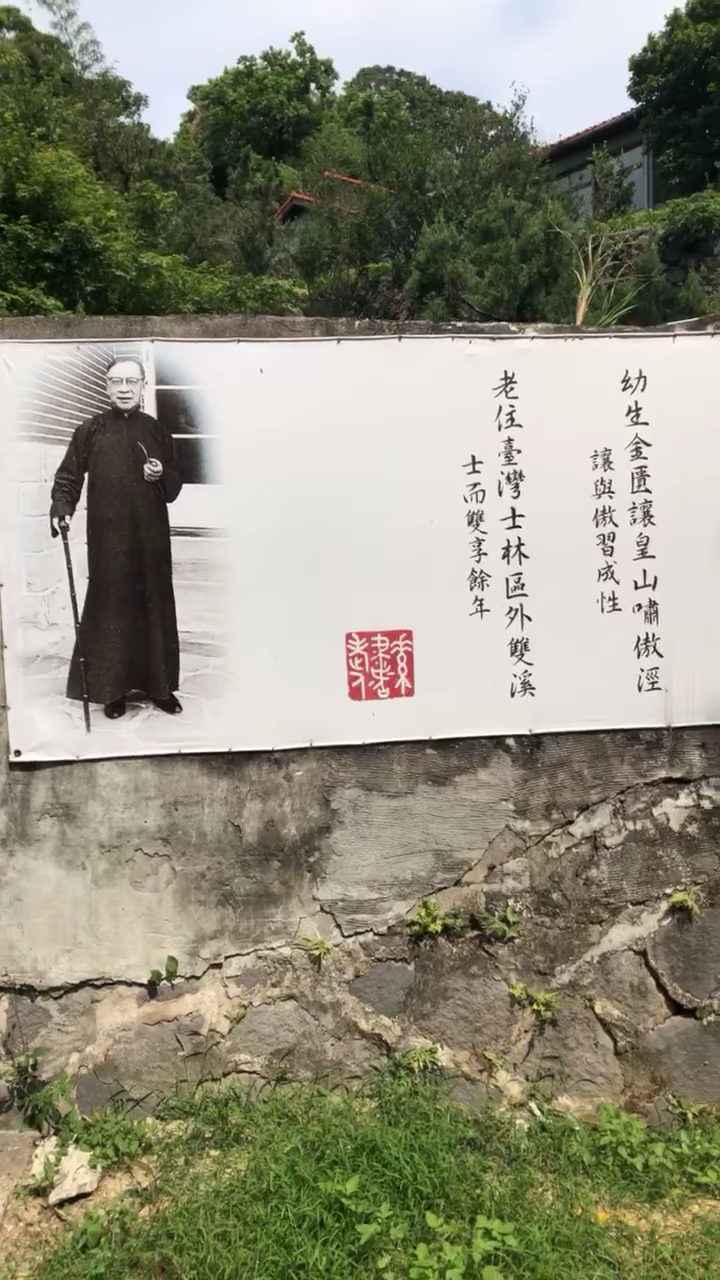 幼生金匱讓皇山嘯傲涇
讓與傲習成性
老住臺灣士林區外雙溪
士而雙享餘年